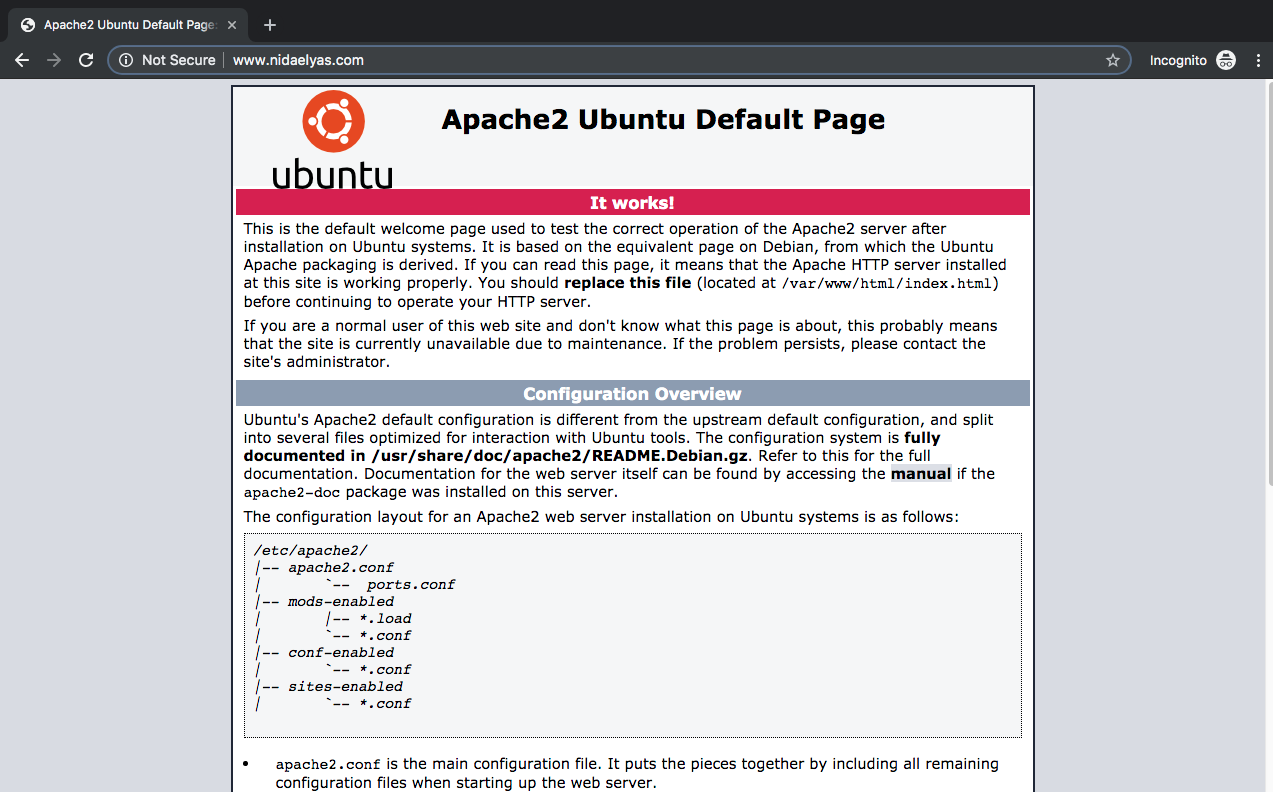 Apache2 Ubuntu Default Page:
Not Secure www.nidaelyas.com Incognito
ubuntu
Apache2 Ubuntu Default Page
It works!
This is the default welcome page used to test the correct operation of the Apache2 server after
installation on Ubuntu systems. It is based on the equivalent page on Debian, from which the Ubuntu
Apache packaging is derived. If you can read this page, it means that the Apache HTTP server installed
at this site is working properly. You should replace this file (located at /var/www/html/index.html)
before continuing to operate your HTTP server.
If you are a normal user of this web site and don't know what this page is about, this probably means
that the site is currently unavailable due to maintenance. If the problem persists, please contact the
site's administrator.
Configuration Overview
Ubuntu's Apache2 default configuration is different from the upstream default configuration, and split
into several files optimized for interaction with Ubuntu tools. The configuration system is fully
documented in /usr/share/doc/apache2/README.Debian.gz. Refer to this for the full
documentation. Documentation for the web server itself can be found by accessing the manual if the
apache2-doc package was installed on this server.
The configuration layout for an Apache2 web server installation on Ubuntu systems is as follows:
/etc/apache2/
|-- apache2.conf
|       `--  ports.conf
|-- mods-enabled
|       |-- *.load
|       `-- *.conf
|-- conf-enabled
|       `-- *.conf
|-- sites-enabled
|       `-- *.conf
• apache2.conf is the main configuration file. It puts the pieces together by including all remaining
configuration files when starting up the web server.